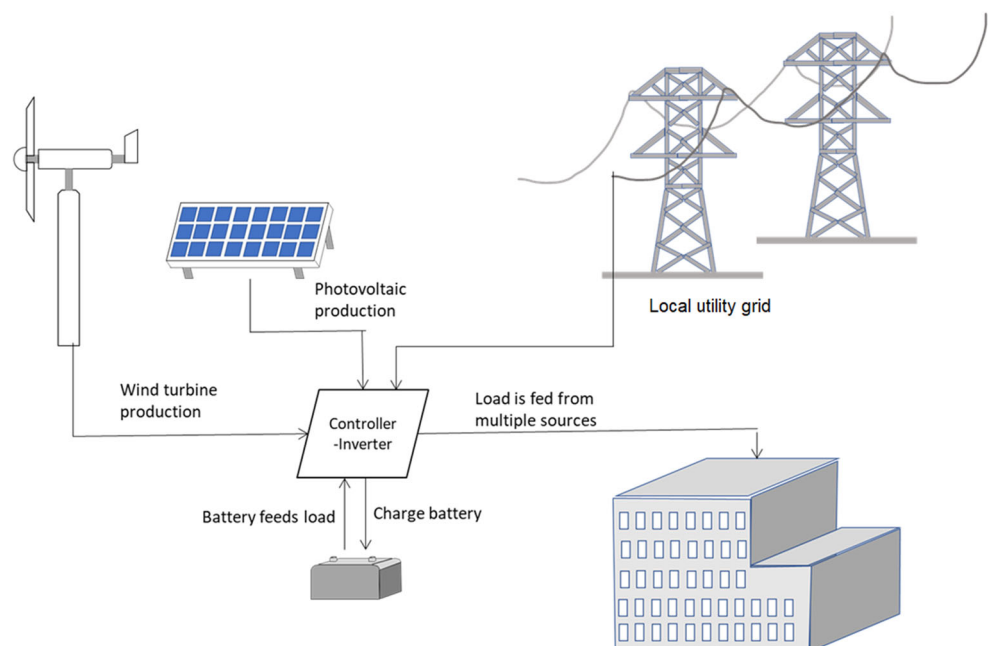 Photovoltaic
production
Local utility grid
Wind turbine
production
Controller
-Inverter
Load is fed from
multiple sources
Battery feeds load
Charge battery